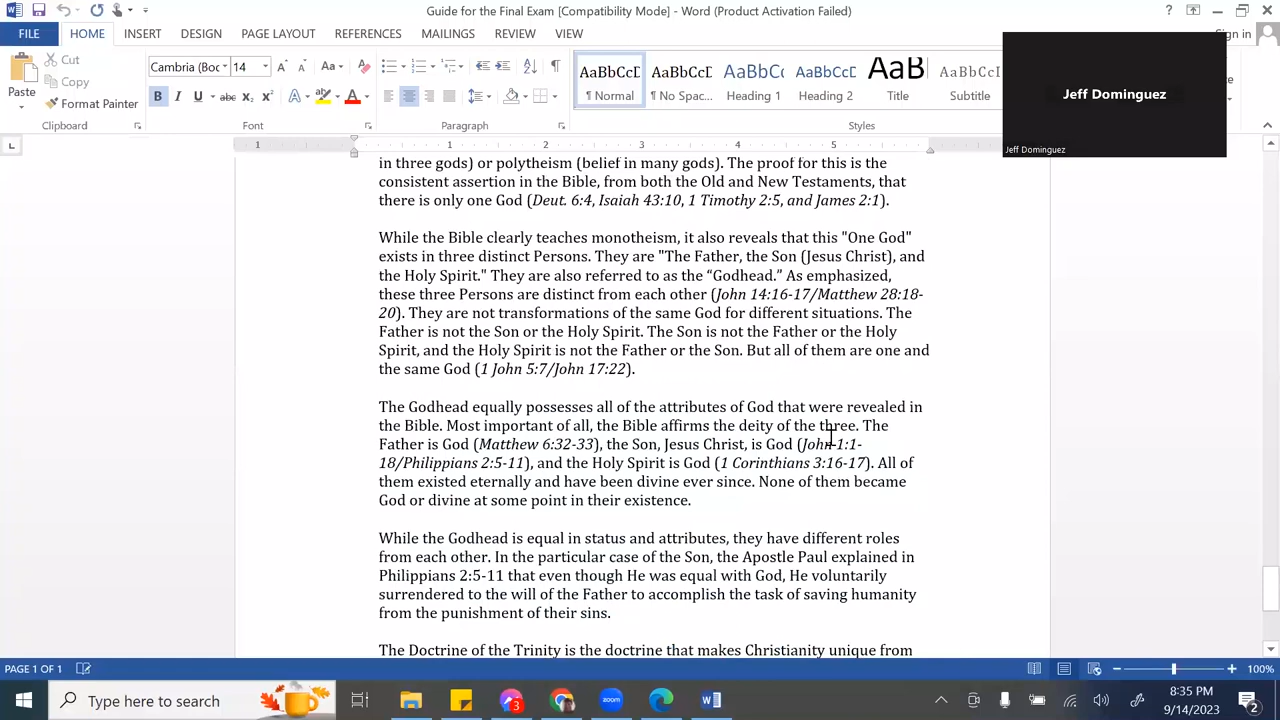 Guide for the Final Exam [Compatibility Mode] - Word (Product Activation Failed)
FILE HOME INSERT DESIGN PAGE LAYOUT REFERENCES MAILINGS REVIEW VIEW Sign in
Paste
Cut
Copy
Format Painter
Clipboard
Cambria (Boc 14
Font
Paragraph
AaBbCcD AaBbCcD AaBbCc AaBbCcD AaB AaBbCcD
¶ Normal ¶ No Spac... Heading 1 Heading 2 Title Subtitle
Styles
Jeff Dominguez
Jeff Dominguez
1 1 2 3 4 5
in three gods) or polytheism (belief in many gods). The proof for this is the
consistent assertion in the Bible, from both the Old and New Testaments, that
there is only one God (Deut. 6:4, Isaiah 43:10, 1 Timothy 2:5, and James 2:1).
While the Bible clearly teaches monotheism, it also reveals that this "One God"
exists in three distinct Persons. They are "The Father, the Son (Jesus Christ), and
the Holy Spirit." They are also referred to as the “Godhead.” As emphasized,
these three Persons are distinct from each other (John 14:16-17/Matthew 28:18-
20). They are not transformations of the same God for different situations. The
Father is not the Son or the Holy Spirit. The Son is not the Father or the Holy
Spirit, and the Holy Spirit is not the Father or the Son. But all of them are one and
the same God (1 John 5:7/John 17:22).
The Godhead equally possesses all of the attributes of God that were revealed in
the Bible. Most important of all, the Bible affirms the deity of the three. The
Father is God (Matthew 6:32-33), the Son, Jesus Christ, is God (John 1:1-
18/Philippians 2:5-11), and the Holy Spirit is God (1 Corinthians 3:16-17). All of
them existed eternally and have been divine ever since. None of them became
God or divine at some point in their existence.
While the Godhead is equal in status and attributes, they have different roles
from each other. In the particular case of the Son, the Apostle Paul explained in
Philippians 2:5-11 that even though He was equal with God, He voluntarily
surrendered to the will of the Father to accomplish the task of saving humanity
from the punishment of their sins.
The Doctrine of the Trinity is the doctrine that makes Christianity unique from
PAGE 1 OF 1 100%
Type here to search
3
zoom
8:35 PM
9/14/2023
2